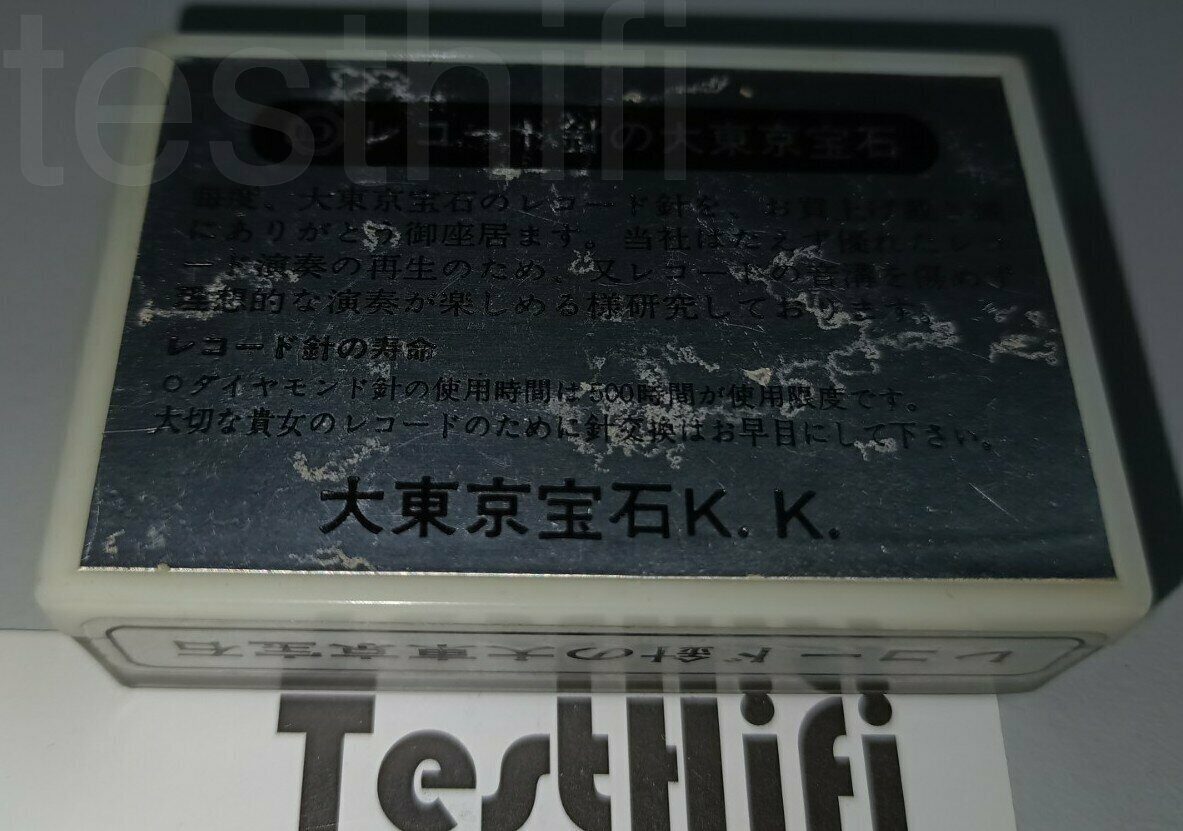 testhifi
レコード針の大東京宝石
毎度、大東京宝石のレコード針を、お買上げ戴き誠
にありがとう御座居ます。当社はたえず優れたレコ
ード演奏の再生のため、又レコードの音溝を傷めず
理想的な演奏が楽しめる様研究しております。
レコード針の寿命
○ダイヤモンド針の使用時間は500時間が使用限度です。
大切な貴女のレコードのために針交換はお早目にして下さい。
大東京宝石K.K.
レコード針の大東京宝石
TestHifi